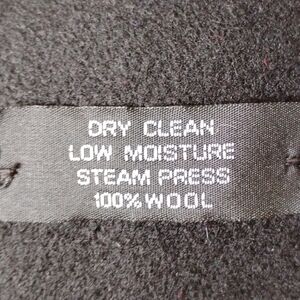 DRY CLEAN
LOW MOISTURE
STEAM PRESS
100% WOOL